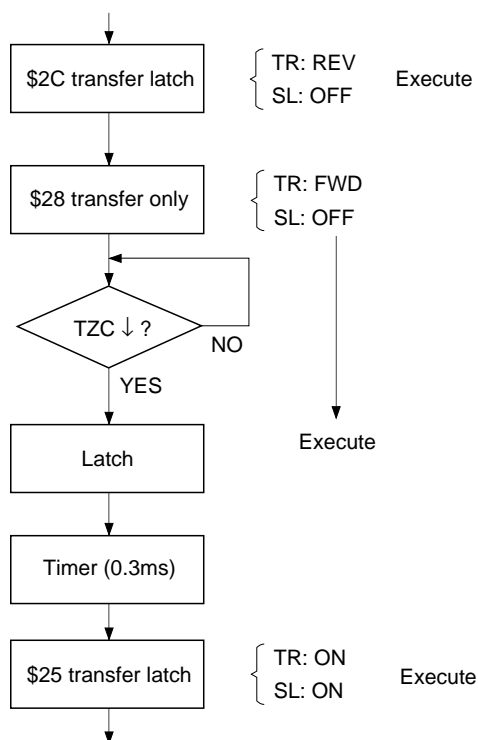 $2C transfer latch
TR: REV
SL: OFF
Execute
$28 transfer only
TR: FWD
SL: OFF
TZC ↓ ?
NO
YES
Execute
Latch
Timer (0.3ms)
$25 transfer latch
TR: ON
SL: ON
Execute